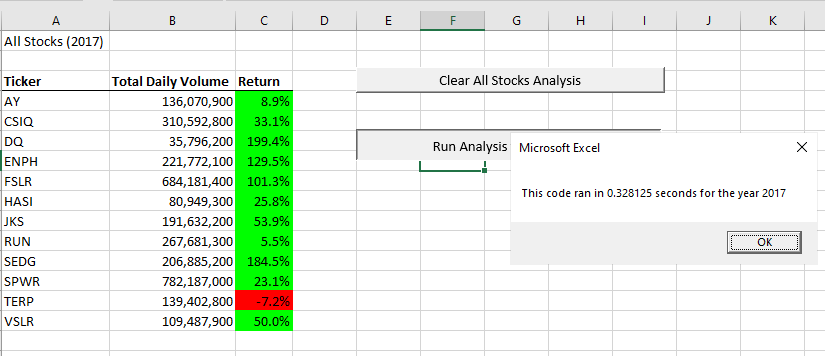 A B C D E F G H I J K
All Stocks (2017)
Ticker Total Daily Volume Return
Clear All Stocks Analysis
AY 136,070,900 8.9%
CSIQ 310,592,800 33.1%
DQ 35,796,200 199.4%
Run Analysis
Microsoft Excel
ENPH 221,772,100 129.5%
FSLR 684,181,400 101.3%
This code ran in 0.328125 seconds for the year 2017
HASI 80,949,300 25.8%
JKS 191,632,200 53.9%
RUN 267,681,300 5.5%
OK
SEDG 206,885,200 184.5%
SPWR 782,187,000 23.1%
TERP 139,402,800 -7.2%
VSLR 109,487,900 50.0%